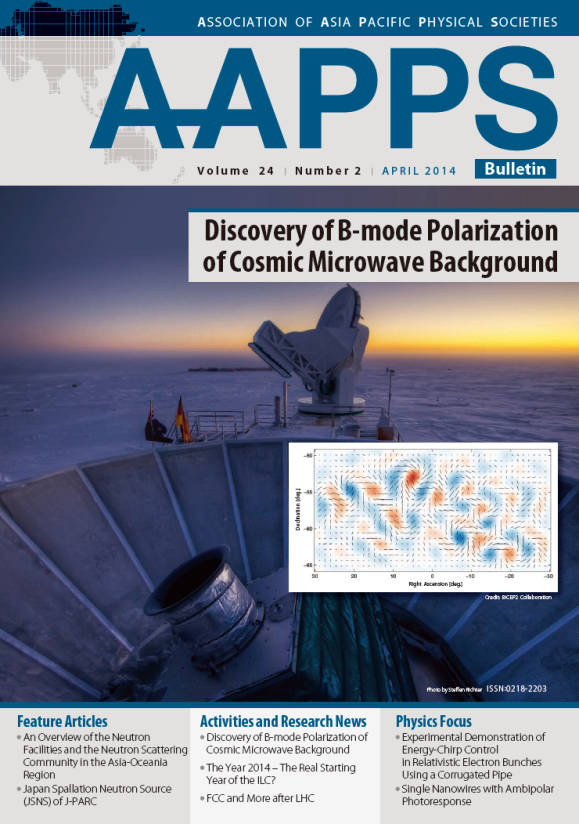 ASSOCIATION OF ASIA PACIFIC PHYSICAL SOCIETIES
AAPPS
Volume 24 | Number 2 | APRIL 2014
Bulletin
Discovery of B-mode Polarization
of Cosmic Microwave Background
-50
-55
-60
-65
Declination [deg.]
30 20 10 0 -10 -20 -30
Right Ascension [deg.]
Credit: BICEP2 Collaboration
Photo by Steffen Richter ISSN:0218-2203
Feature Articles
• An Overview of the Neutron
Facilities and the Neutron Scattering
Community in the Asia-Oceania
Region
• Japan Spallation Neutron Source
(JSNS) of J-PARC
Activities and Research News
• Discovery of B-mode Polarization of
Cosmic Microwave Background
• The Year 2014 – The Real Starting
Year of the ILC?
• FCC and More after LHC
Physics Focus
• Experimental Demonstration of
Energy-Chirp Control
in Relativistic Electron Bunches
Using a Corrugated Pipe
• Single Nanowires with Ambipolar
Photoresponse